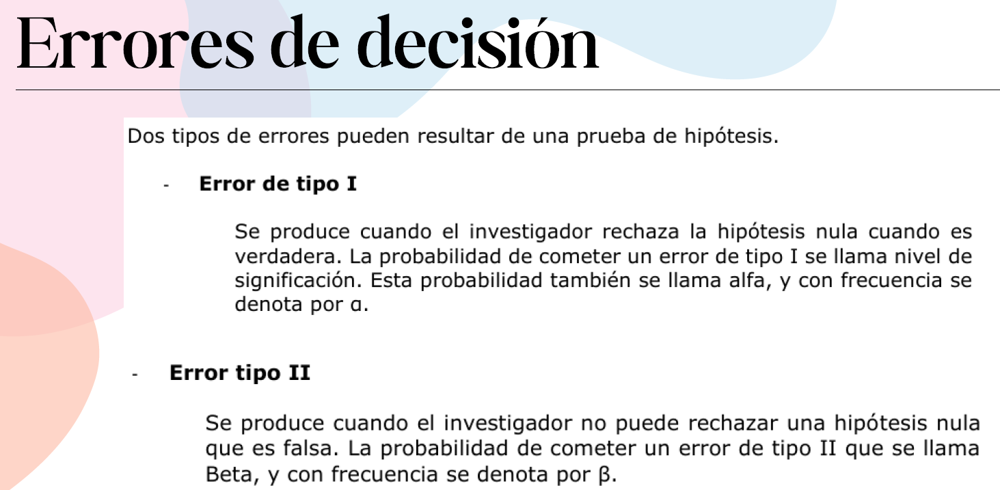 Errores de decisión
Dos tipos de errores pueden resultar de una prueba de hipótesis.
- Error de tipo I
Se produce cuando el investigador rechaza la hipótesis nula cuando es
verdadera. La probabilidad de cometer un error de tipo I se llama nivel de
significación. Esta probabilidad también se llama alfa, y con frecuencia se
denota por α.
- Error tipo II
Se produce cuando el investigador no puede rechazar una hipótesis nula
que es falsa. La probabilidad de cometer un error de tipo II que se llama
Beta, y con frecuencia se denota por β.